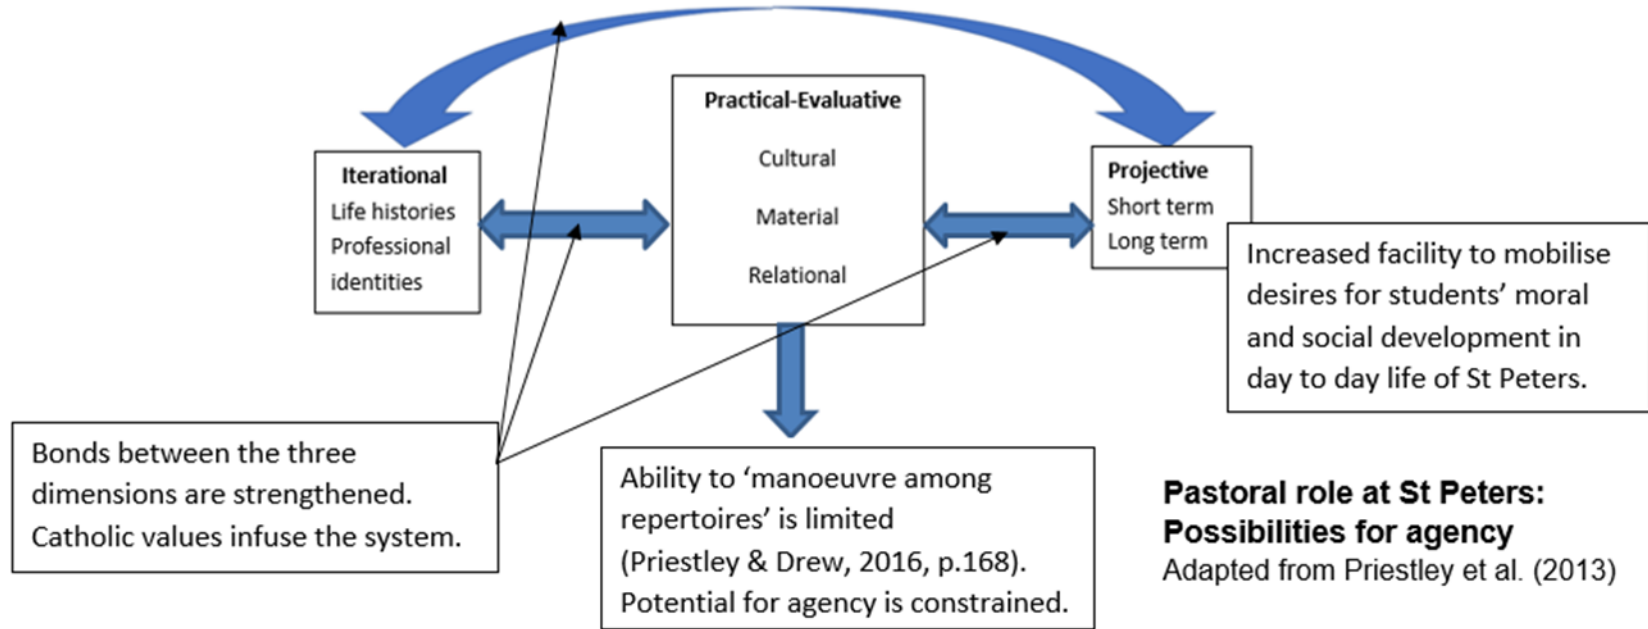 Practical-Evaluative
Cultural
Material
Relational
Iterational
Life histories
Professional
identities
Projective
Short term
Long term
Increased facility to mobilise
desires for students’ moral
and social development in
day to day life of St Peters.
Bonds between the three
dimensions are strengthened.
Catholic values infuse the system.
Ability to ‘manoeuvre among
repertoires’ is limited
(Priestley & Drew, 2016, p.168).
Potential for agency is constrained.
Pastoral role at St Peters:
Possibilities for agency
Adapted from Priestley et al. (2013)